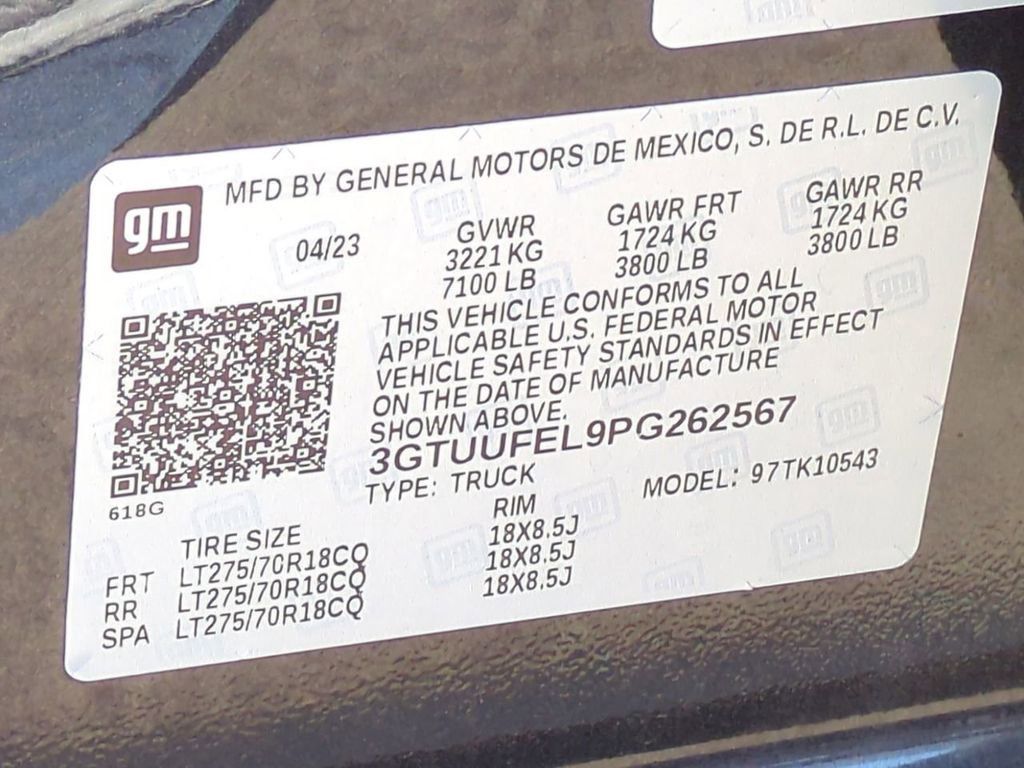 gm
MFD BY GENERAL MOTORS DE MEXICO, S. DE R.L. DE C.V.
04/23
GVWR
3221 KG
7100 LB
GAWR FRT
1724 KG
3800 LB
GAWR RR
1724 KG
3800 LB
THIS VEHICLE CONFORMS TO ALL
APPLICABLE U.S. FEDERAL MOTOR
VEHICLE SAFETY STANDARDS IN EFFECT
ON THE DATE OF MANUFACTURE
SHOWN ABOVE.
3GTUUFEL9PG262567
TYPE: TRUCK
MODEL: 97TK10543
618G
TIRE SIZE RIM
FRT LT275/70R18CQ 18X8.5J
RR LT275/70R18CQ 18X8.5J
SPA LT275/70R18CQ 18X8.5J